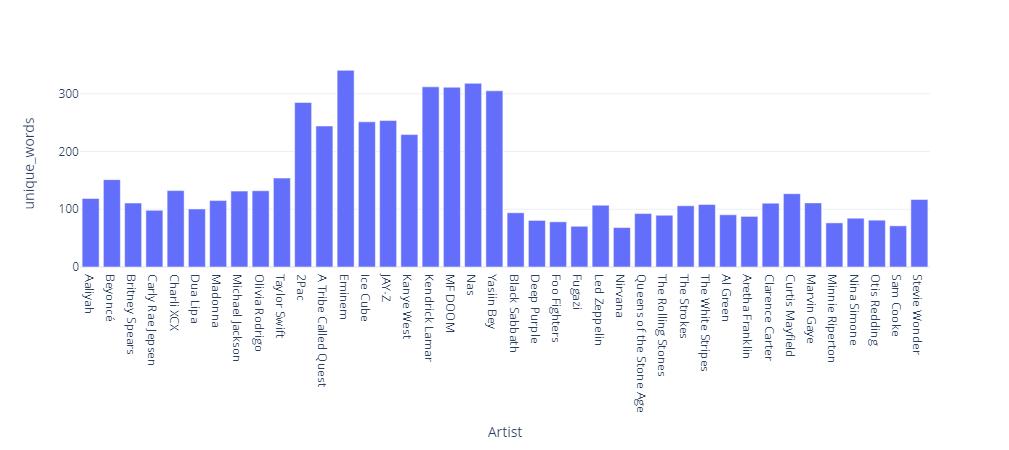 unique_words
300
200
100
0
Aaliyah
Beyoncé
Britney Spears
Carly Rae Jepsen
Charli XCX
Dua Lipa
Madonna
Michael Jackson
Olivia Rodrigo
Taylor Swift
2Pac
A Tribe Called Quest
Eminem
Ice Cube
JAY-Z
Kanye West
Kendrick Lamar
MF DOOM
Nas
Yasiin Bey
Black Sabbath
Deep Purple
Foo Fighters
Fugazi
Led Zeppelin
Nirvana
Queens of the Stone Age
The Rolling Stones
The Strokes
The White Stripes
Al Green
Aretha Franklin
Clarence Carter
Curtis Mayfield
Marvin Gaye
Minnie Riperton
Nina Simone
Otis Redding
Sam Cooke
Stevie Wonder
Artist